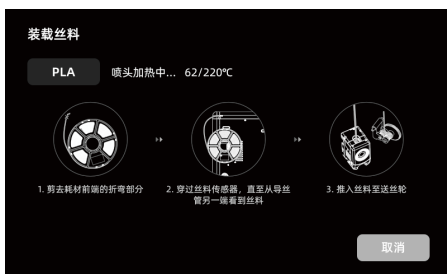 装载丝料
PLA 喷头加热中... 62/220℃
1. 剪去耗材前端的折弯部分
2. 穿过丝料传感器，直至从导丝
管另一端看到丝料
3. 推入丝料至送丝轮
取消